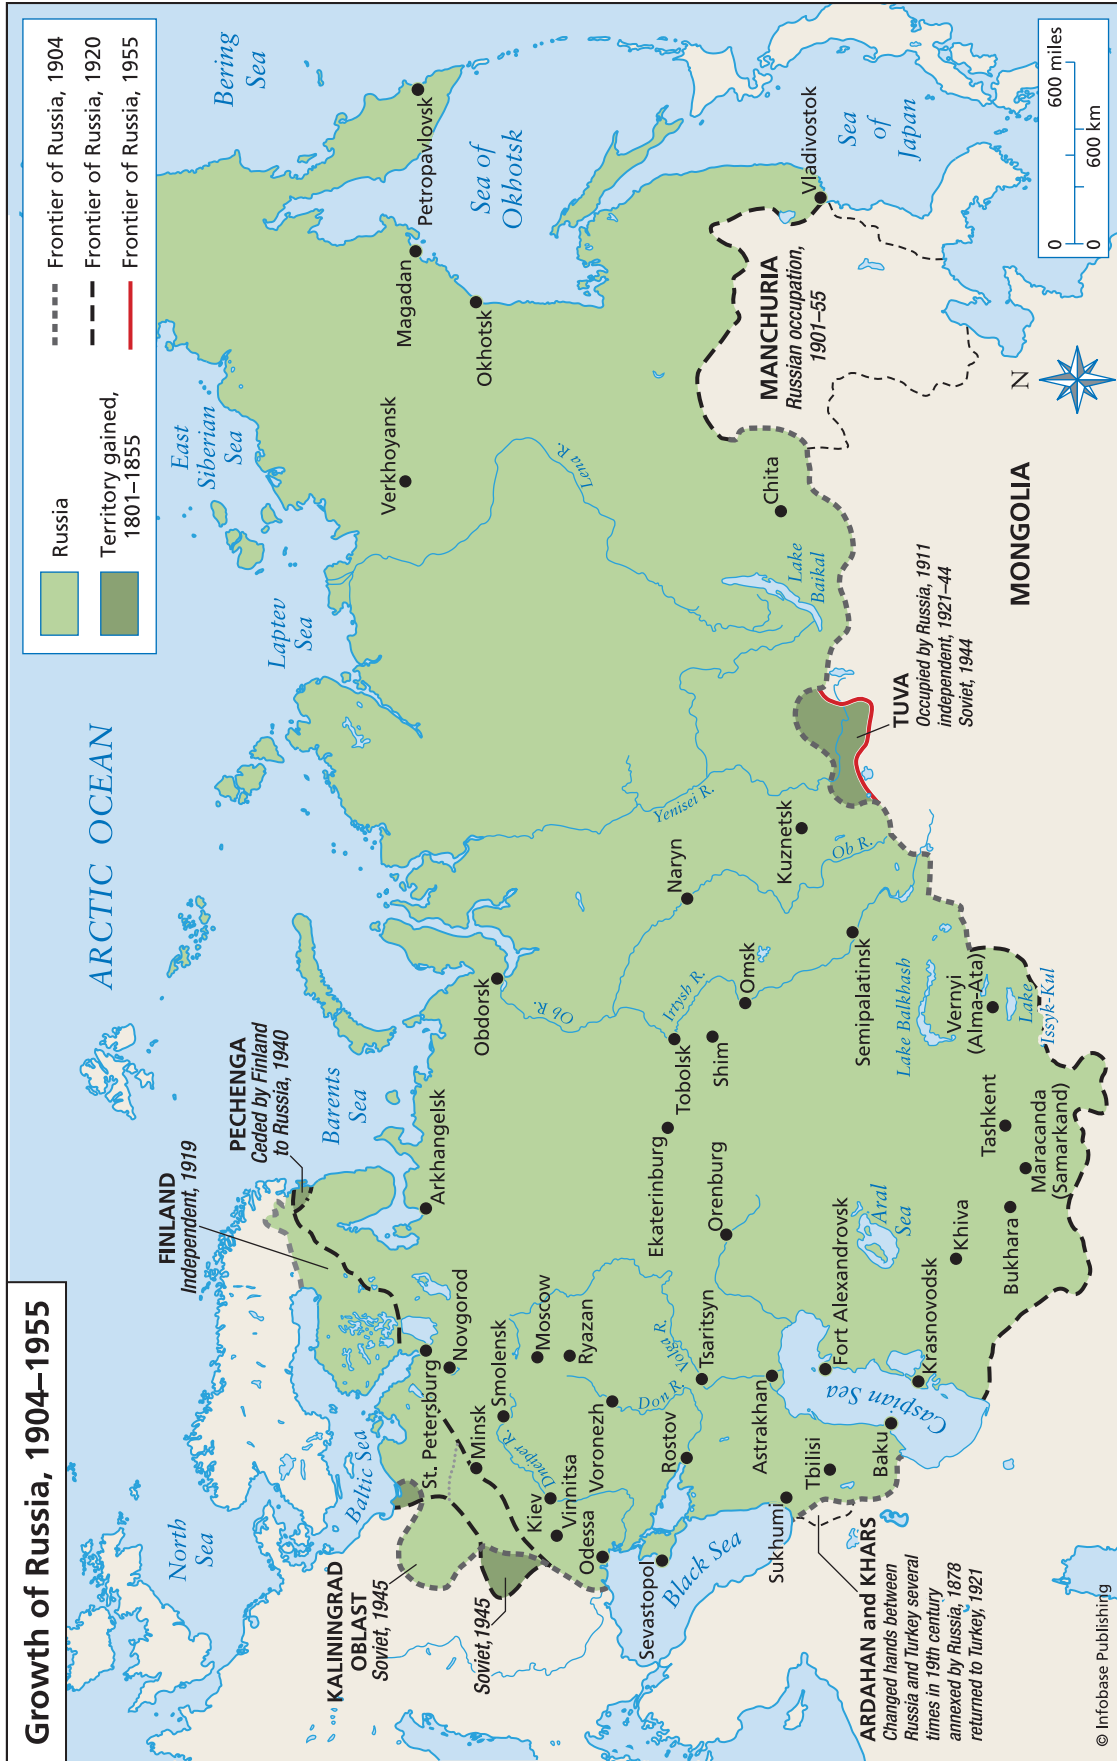 Growth of Russia, 1904–1955
Russia
Territory gained,
1801–1855
Frontier of Russia, 1904
Frontier of Russia, 1920
Frontier of Russia, 1955
ARCTIC OCEAN
Bering
Sea
East
Siberian
Sea
Laptev
Sea
Barents
Sea
North
Sea
Baltic Sea
Sea of
Okhotsk
Sea
of
Japan
Black Sea
Caspian Sea
Aral
Sea
Lake Balkhash
Lake
Issyk-Kul
Lake
Baikal
Lena R.
Yenisei R.
Ob R.
Ob R.
Irtysh R.
Volga R.
Don R.
Dneiper R.
FINLAND
Independent, 1919
PECHENGA
Ceded by Finland
to Russia, 1940
KALININGRAD
OBLAST
Soviet, 1945
Soviet, 1945
ARDAHAN and KHARS
Changed hands between
Russia and Turkey several
times in 19th century
annexed by Russia, 1878
returned to Turkey, 1921
TUVA
Occupied by Russia, 1911
independent, 1921–44
Soviet, 1944
MANCHURIA
Russian occupation,
1901–55
MONGOLIA
Petropavlovsk
Magadan
Okhotsk
Verkhoyansk
Vladivostok
Chita
Obdorsk
Arkhangelsk
Naryn
Kuznetsk
Omsk
Semipalatinsk
Tobolsk
Shim
Ekaterinburg
Orenburg
Vernyi
(Alma-Ata)
Tashkent
Maracanda
(Samarkand)
Bukhara
Khiva
Krasnovodsk
Fort Alexandrovsk
St. Petersburg
Novgorod
Smolensk
Moscow
Ryazan
Minsk
Voronezh
Tsaritsyn
Kiev
Vinnitsa
Odessa
Rostov
Astrakhan
Sevastopol
Sukhumi
Tbilisi
Baku
N
0
600 miles
0
600 km
© Infobase Publishing